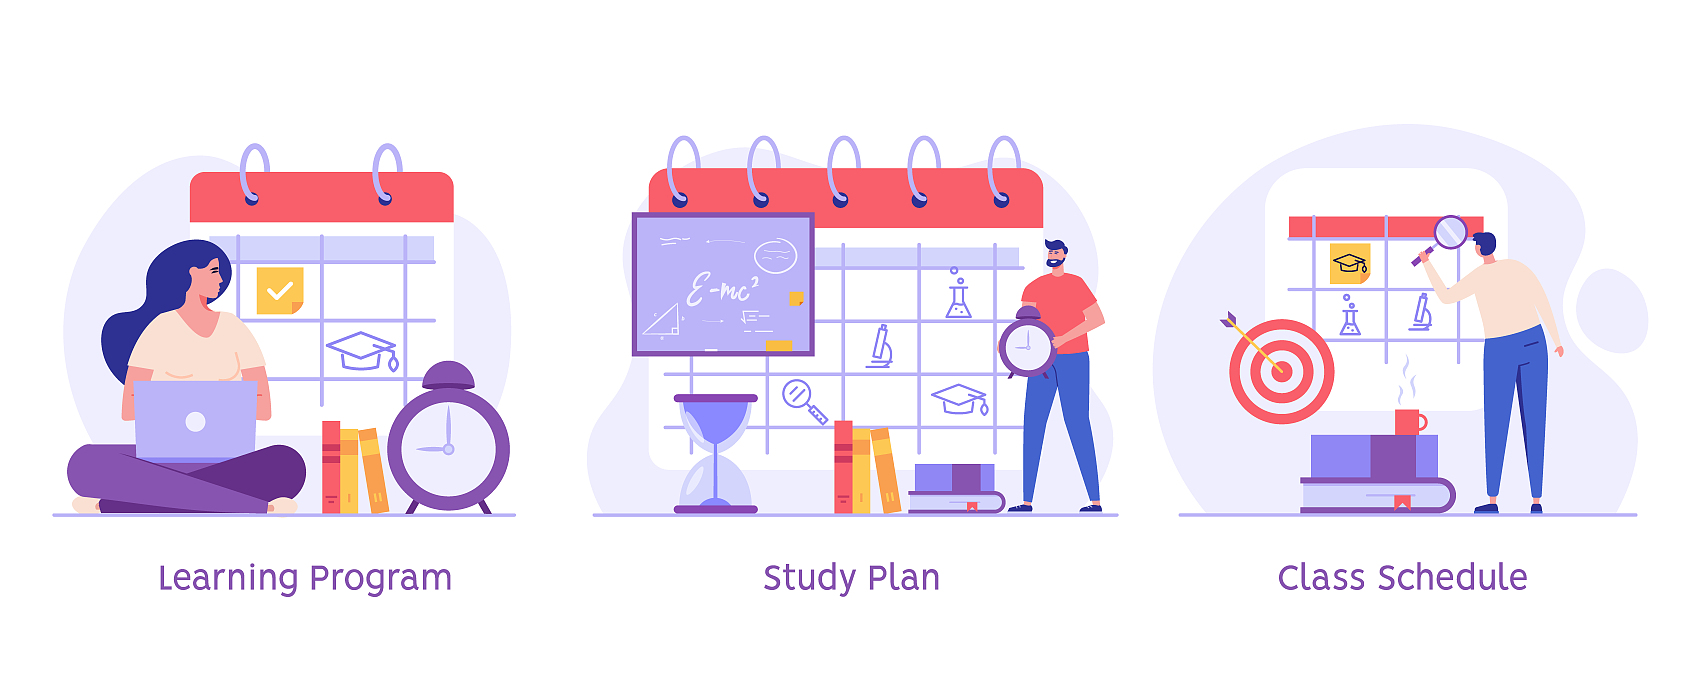 E-mc²
Learning Program
Study Plan
Class Schedule